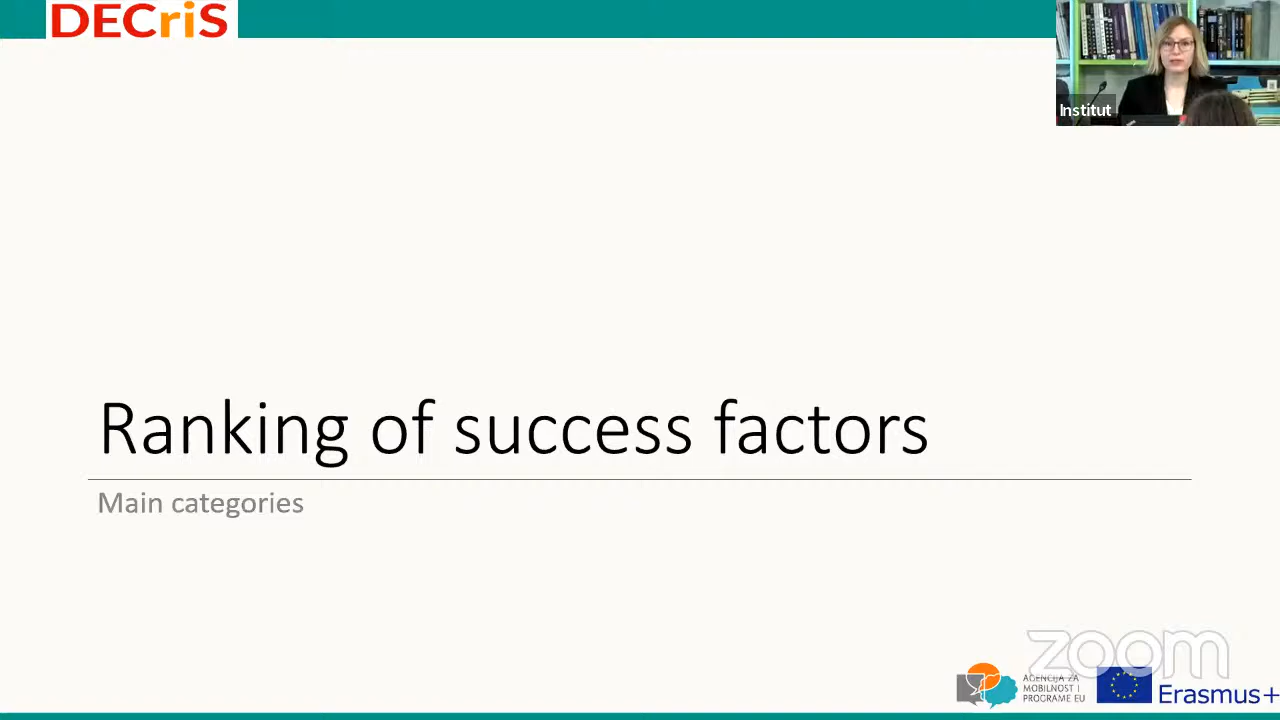 DECriS
Institut
Ranking of success factors
Main categories
zoom
AGENCIJA ZA
MOBILNOST I
PROGRAME EU
Erasmus+